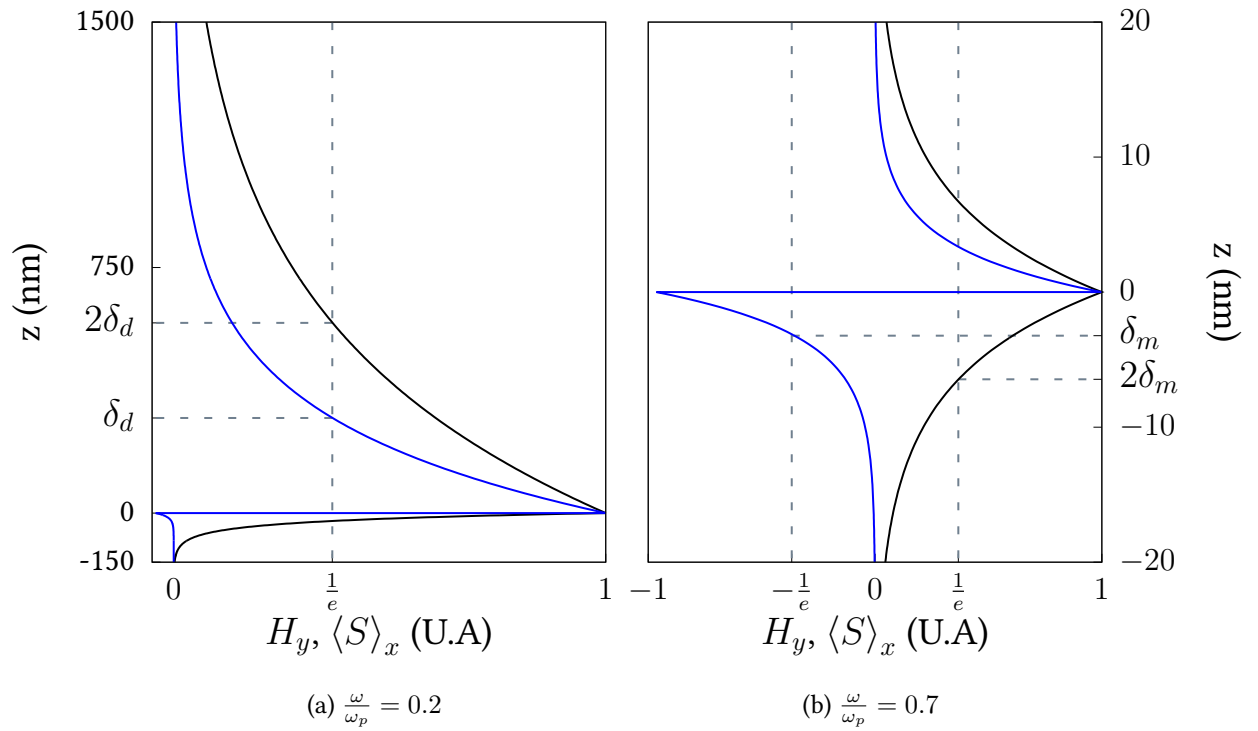 1500
750
2δ_d
δ_d
0
-150
z (nm)
0
1/e
1
H_y, ⟨S⟩_x (U.A)
(a) ω/ω_p = 0.2
20
10
0
δ_m
2δ_m
−10
−20
z (nm)
−1
−1/e
0
1/e
1
H_y, ⟨S⟩_x (U.A)
(b) ω/ω_p = 0.7